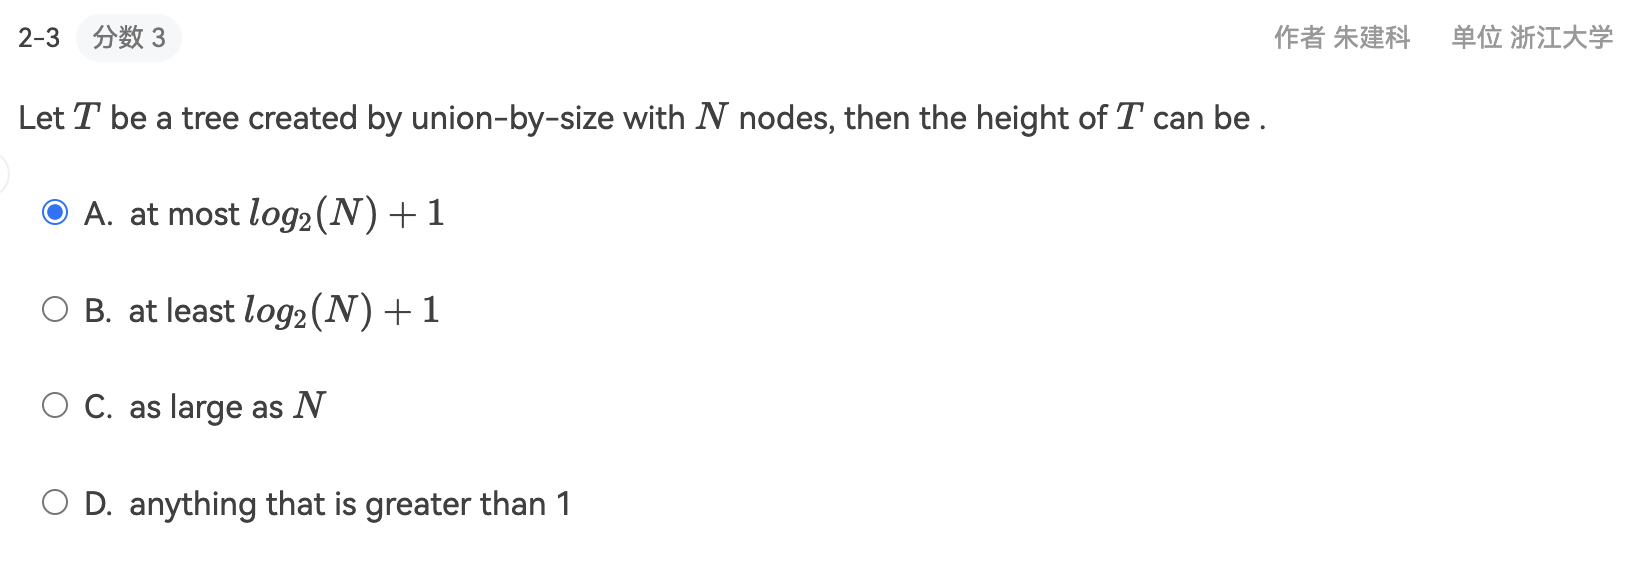 2-3 分数 3 作者 朱建科 单位 浙江大学
Let T be a tree created by union-by-size with N nodes, then the height of T can be .
A. at most log₂(N) + 1
B. at least log₂(N) + 1
C. as large as N
D. anything that is greater than 1